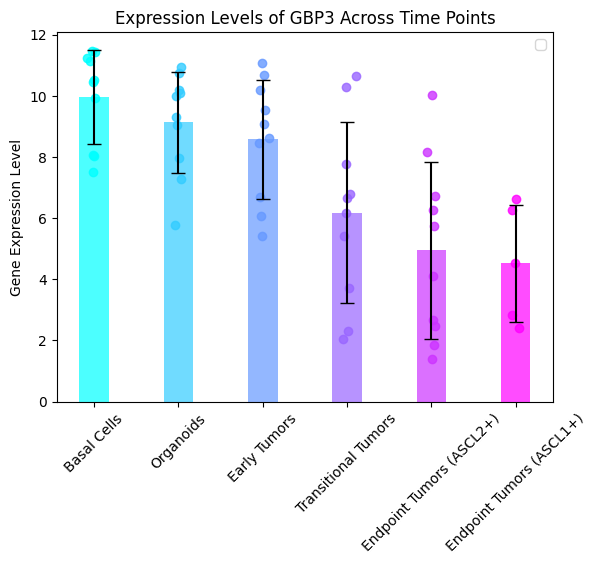 Expression Levels of GBP3 Across Time Points
Gene Expression Level
12
10
8
6
4
2
0
Basal Cells
Organoids
Early Tumors
Transitional Tumors
Endpoint Tumors (ASCL2+)
Endpoint Tumors (ASCL1+)